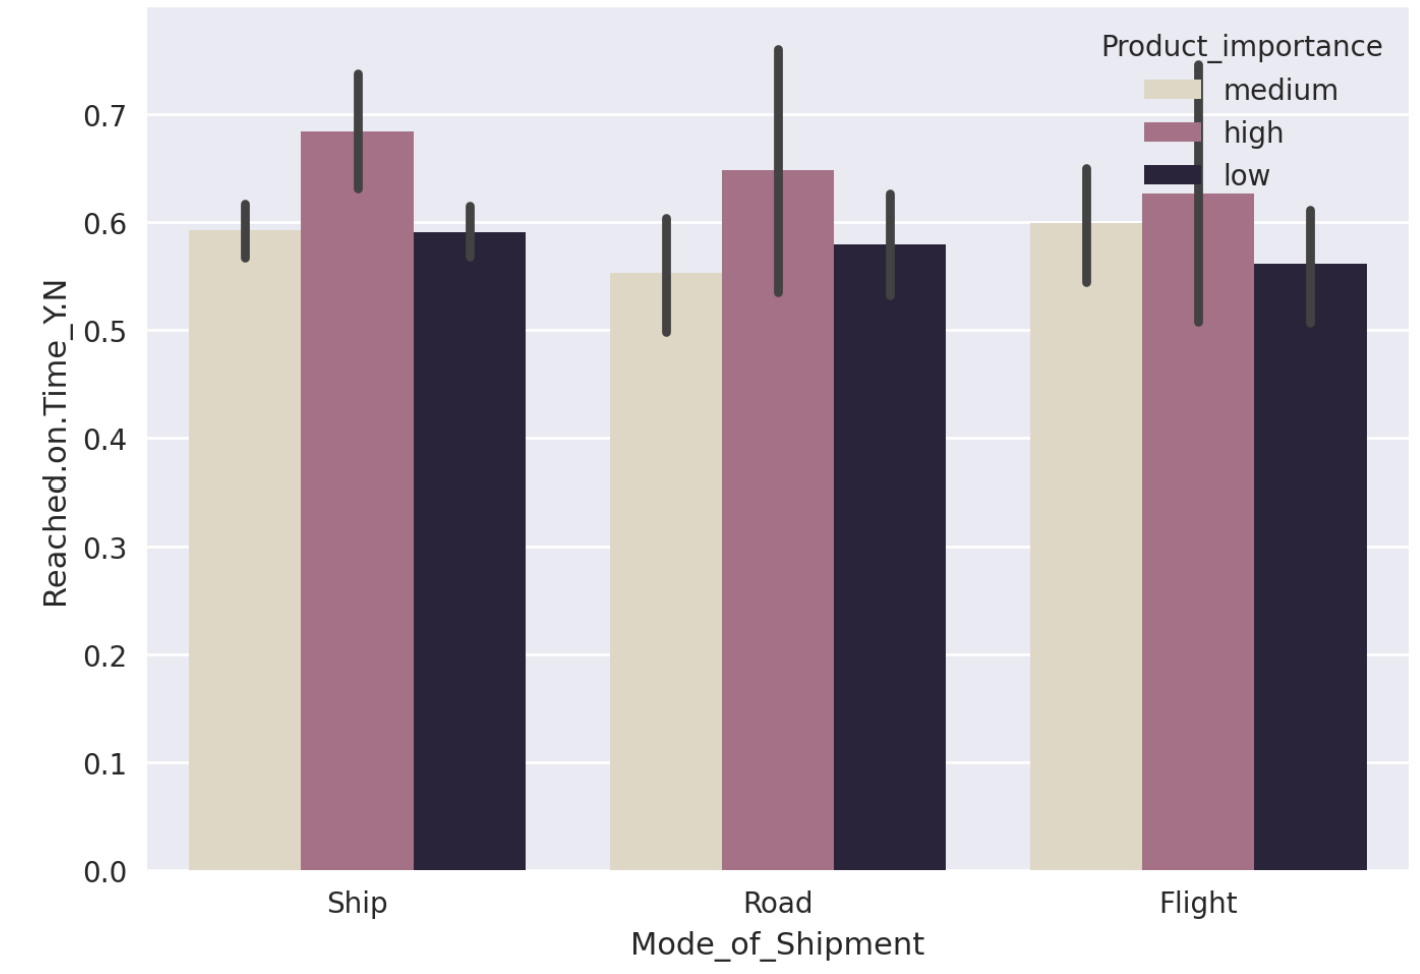 Product_importance
medium
high
low
0.7
0.6
0.5
0.4
0.3
0.2
0.1
0.0
Reached.on.Time_Y.N
Ship
Road
Flight
Mode_of_Shipment